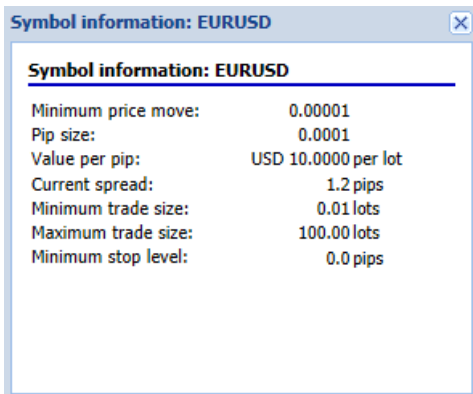 Symbol information: EURUSD
Symbol information: EURUSD
Minimum price move: 0.00001
Pip size: 0.0001
Value per pip: USD 10.0000 per lot
Current spread: 1.2 pips
Minimum trade size: 0.01 lots
Maximum trade size: 100.00 lots
Minimum stop level: 0.0 pips